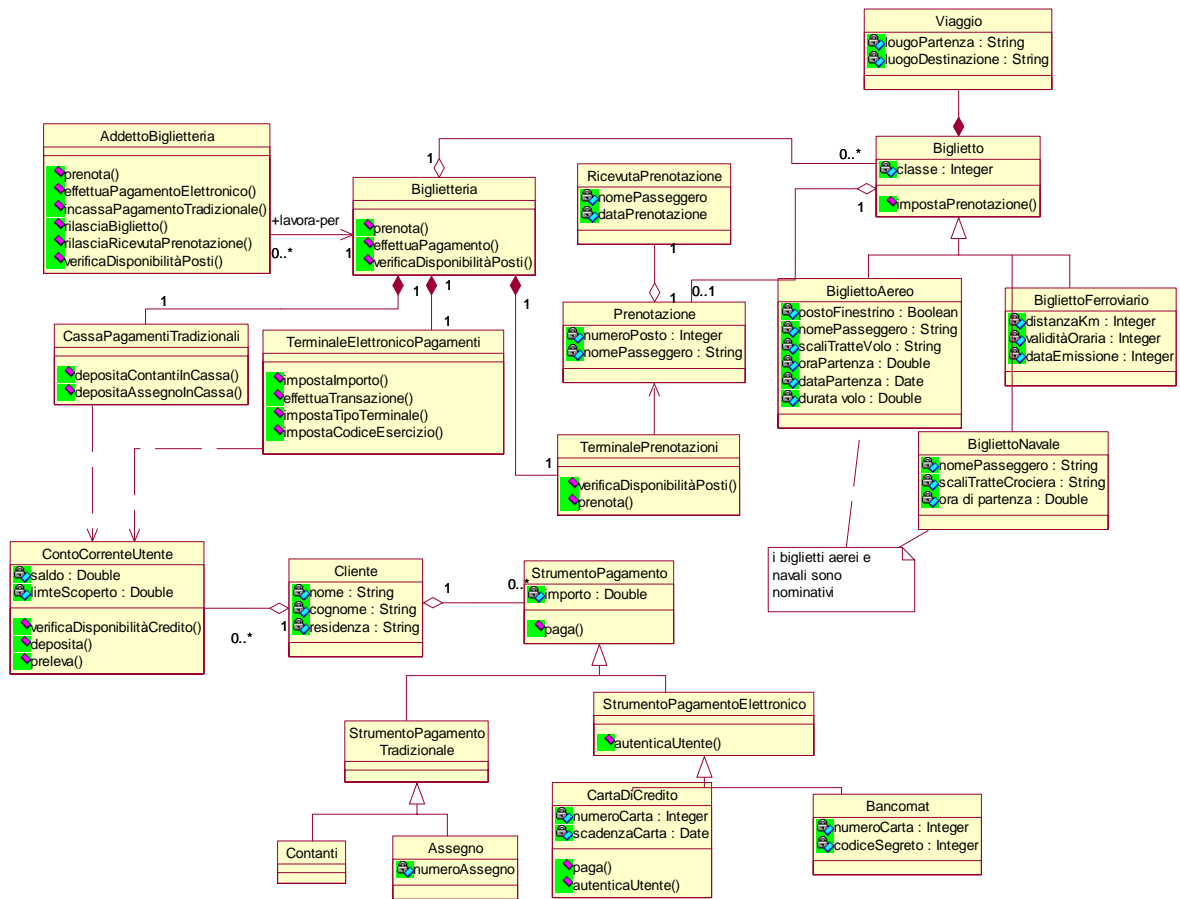 Viaggio
lougoPartenza : String
luogoDestinazione : String
AddettoBiglietteria
prenota()
effettuaPagamentoElettronico()
incassaPagamentoTradizionale()
rilasciaBiglietto()
rilasciaRicevutaPrenotazione()
verificaDisponibilitàPosti()
+lavora-per
0..*
1
1
Biglietteria
prenota()
effettuaPagamento()
verificaDisponibilitàPosti()
0..*
Biglietto
classe : Integer
impostaPrenotazione()
1
RicevutaPrenotazione
nomePasseggero
dataPrenotazione
1
1
0..1
Prenotazione
numeroPosto : Integer
nomePasseggero : String
BigliettoAereo
postoFinestrino : Boolean
nomePasseggero : String
scaliTratteVolo : String
oraPartenza : Double
dataPartenza : Date
durata volo : Double
BigliettoFerroviario
distanzaKm : Integer
validitàOraria : Integer
dataEmissione : Integer
1
1
1
1
1
CassaPagamentiTradizionali
depositaContantiInCassa()
depositaAssegnoInCassa()
TerminaleElettronicoPagamenti
impostaImporto()
effettuaTransazione()
impostaTipoTerminale()
impostaCodiceEsercizio()
1
TerminalePrenotazioni
verificaDisponibilitàPosti()
prenota()
BigliettoNavale
nomePasseggero : String
scaliTratteCrociera : String
ora di partenza : Double
i biglietti aerei e
navali sono
nominativi
ContoCorrenteUtente
saldo : Double
limteScoperto : Double
verificaDisponibilitàCredito()
deposita()
preleva()
0..*
1
Cliente
nome : String
cognome : String
residenza : String
1
0..*
StrumentoPagamento
importo : Double
paga()
StrumentoPagamento
Tradizionale
StrumentoPagamentoElettronico
autenticaUtente()
Contanti
Assegno
numeroAssegno
CartaDiCredito
numeroCarta : Integer
scadenzaCarta : Date
paga()
autenticaUtente()
Bancomat
numeroCarta : Integer
codiceSegreto : Integer